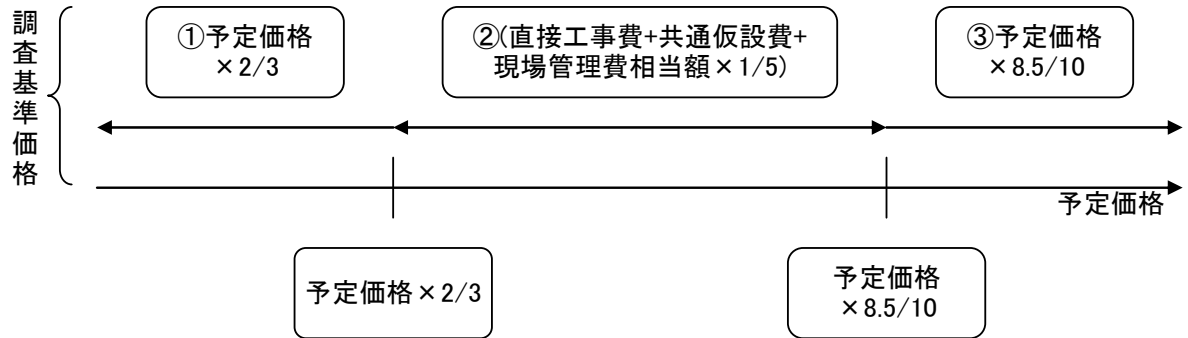 調査基準価格
①予定価格
×2/3
②(直接工事費+共通仮設費+
現場管理費相当額×1/5)
③予定価格
×8.5/10
予定価格
予定価格×2/3
予定価格
×8.5/10